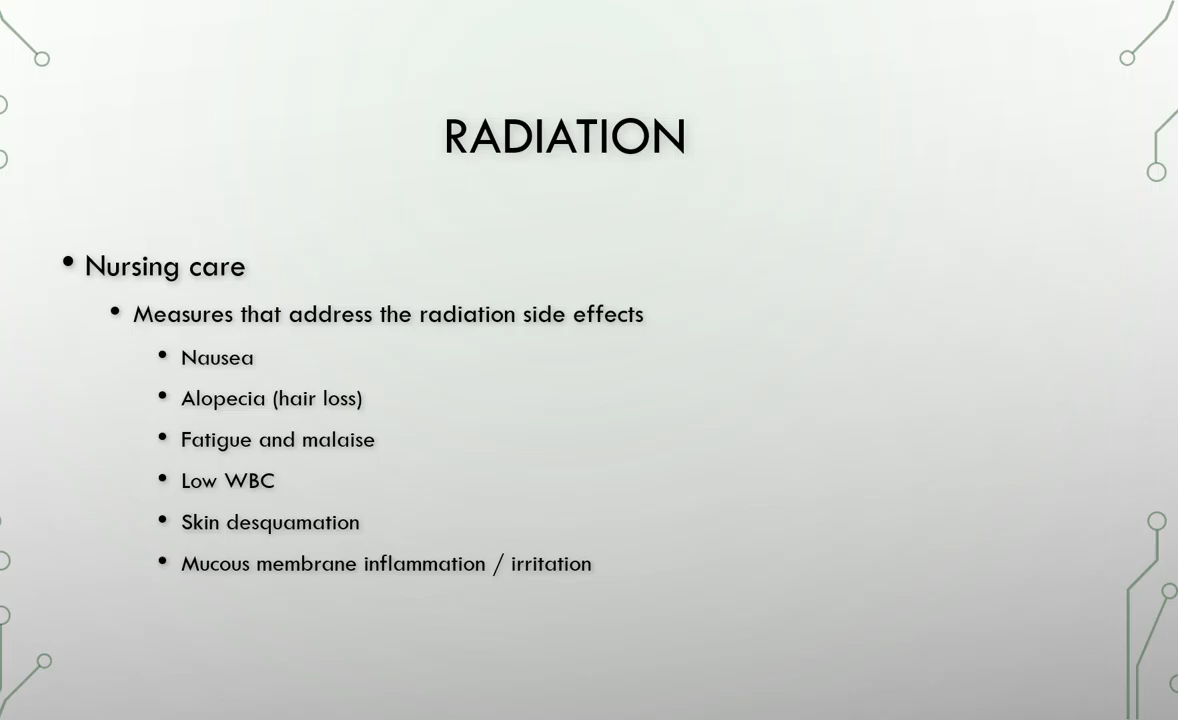 RADIATION
• Nursing care
• Measures that address the radiation side effects
• Nausea
• Alopecia (hair loss)
• Fatigue and malaise
• Low WBC
• Skin desquamation
• Mucous membrane inflammation / irritation